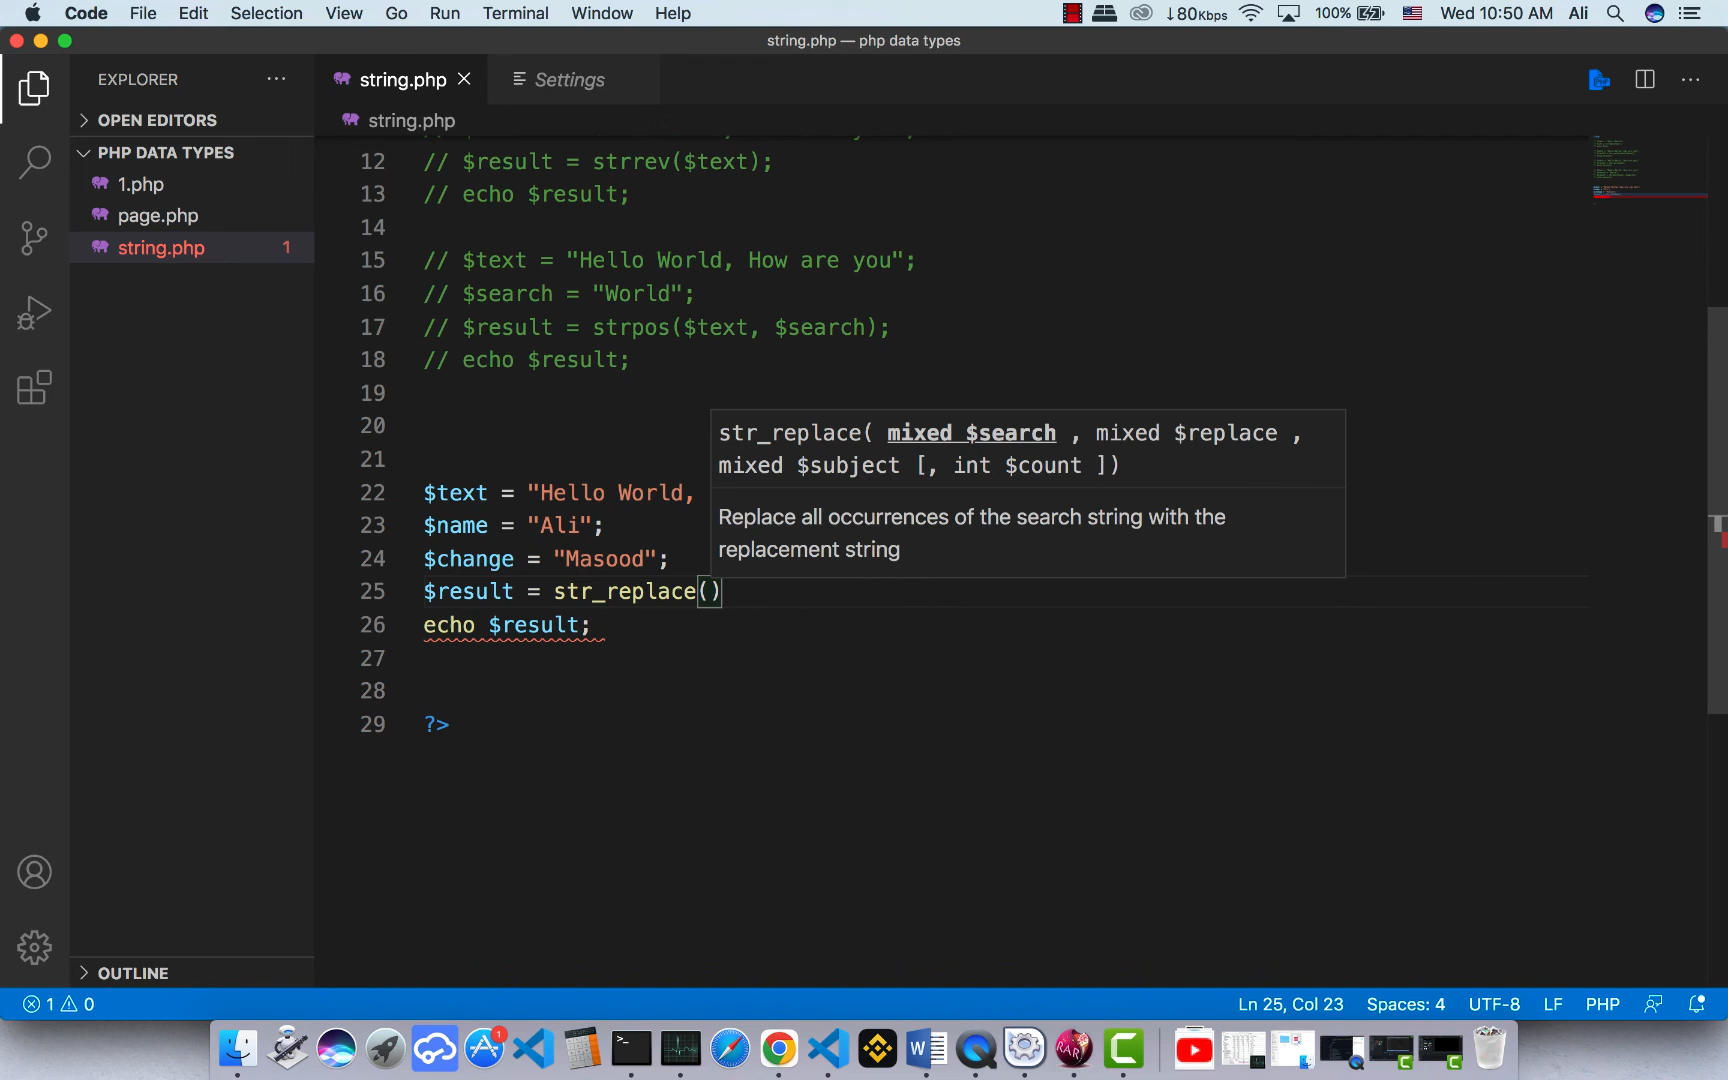 Code File Edit Selection View Go Run Terminal Window Help ↓80Kbps 100% Wed 10:50 AM Ali
string.php — php data types
EXPLORER ···
string.php
Settings
OPEN EDITORS
string.php
PHP DATA TYPES
1.php
page.php
string.php 1
12 // $result = strrev($text);
13 // echo $result;
14
15 // $text = "Hello World, How are you";
16 // $search = "World";
17 // $result = strpos($text, $search);
18 // echo $result;
19
20
21
str_replace( mixed $search , mixed $replace ,
mixed $subject [, int $count ])
Replace all occurrences of the search string with the
replacement string
22 $text = "Hello World,
23 $name = "Ali";
24 $change = "Masood";
25 $result = str_replace()
26 echo $result;
27
28
29 ?>
OUTLINE
1 0
Ln 25, Col 23 Spaces: 4 UTF-8 LF PHP
1
W
RAR
C